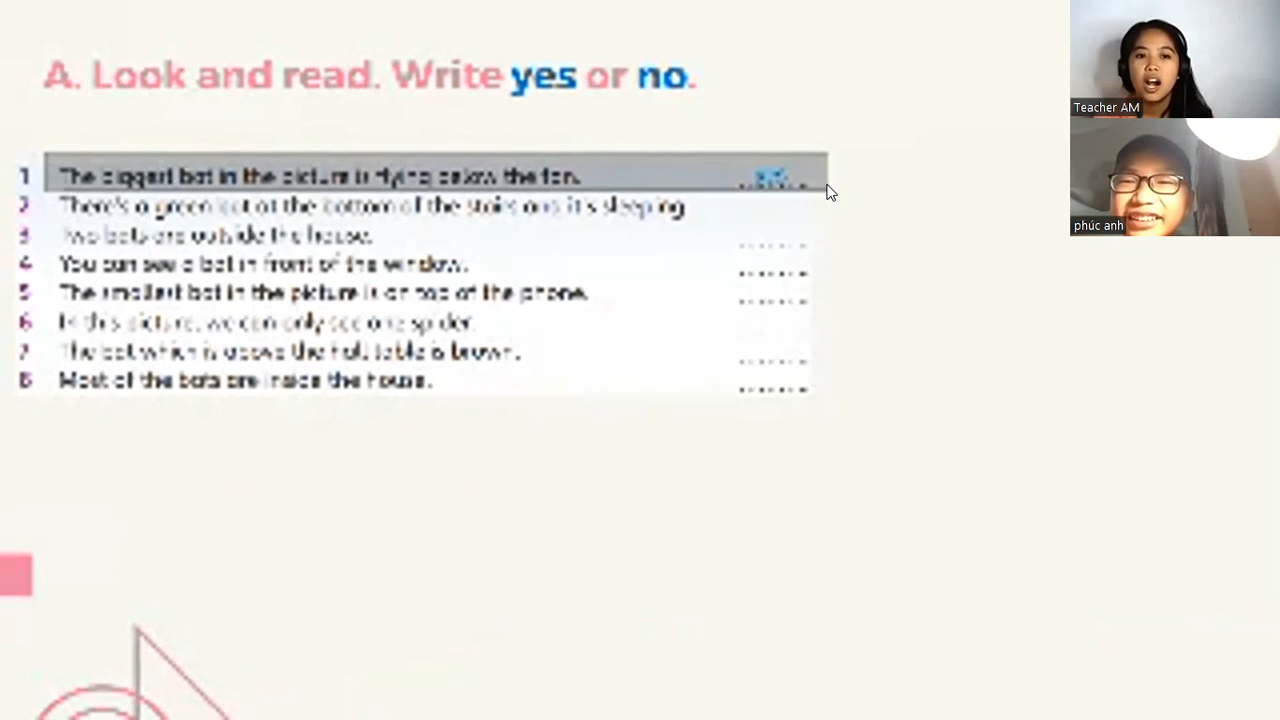 A. Look and read. Write yes or no.
1 The biggest bat in the picture is flying below the fan. yes
2 There's a green bat at the bottom of the stairs and it's sleeping
3 Two bats are outside the house.
4 You can see a bat in front of the window.
5 The smallest bat in the picture is on top of the phone.
6 In this picture, we can only see one spider.
7 The bat which is above the hall table is brown.
8 Most of the bats are inside the house.
Teacher AM
phúc anh